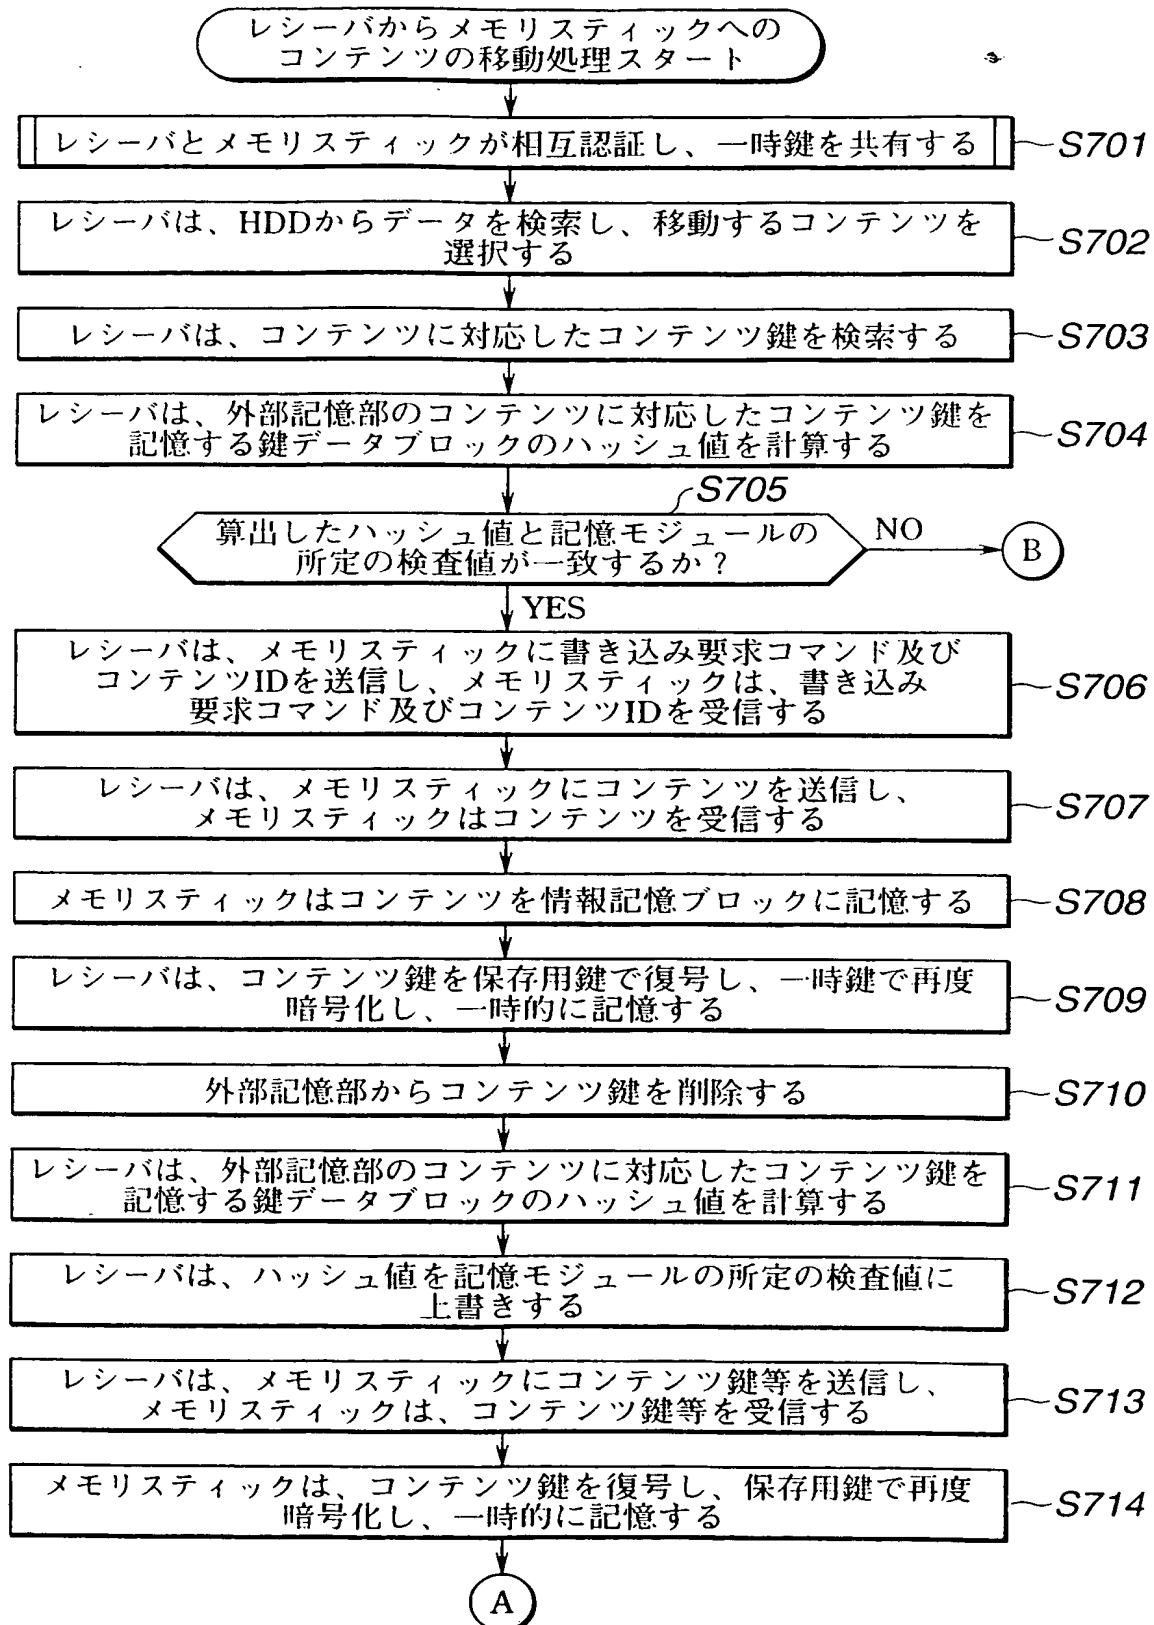 レシーバからメモリスティックへの
コンテンツの移動処理スタート
レシーバとメモリスティックが相互認証し、一時鍵を共有する
S701
レシーバは、HDDからデータを検索し、移動するコンテンツを
選択する
S702
レシーバは、コンテンツに対応したコンテンツ鍵を検索する
S703
レシーバは、外部記憶部のコンテンツに対応したコンテンツ鍵を
記憶する鍵データブロックのハッシュ値を計算する
S704
S705
算出したハッシュ値と記憶モジュールの
所定の検査値が一致するか？
NO
B
YES
レシーバは、メモリスティックに書き込み要求コマンド及び
コンテンツIDを送信し、メモリスティックは、書き込み
要求コマンド及びコンテンツIDを受信する
S706
レシーバは、メモリスティックにコンテンツを送信し、
メモリスティックはコンテンツを受信する
S707
メモリスティックはコンテンツを情報記憶ブロックに記憶する
S708
レシーバは、コンテンツ鍵を保存用鍵で復号し、一時鍵で再度
暗号化し、一時的に記憶する
S709
外部記憶部からコンテンツ鍵を削除する
S710
レシーバは、外部記憶部のコンテンツに対応したコンテンツ鍵を
記憶する鍵データブロックのハッシュ値を計算する
S711
レシーバは、ハッシュ値を記憶モジュールの所定の検査値に
上書きする
S712
レシーバは、メモリスティックにコンテンツ鍵等を送信し、
メモリスティックは、コンテンツ鍵等を受信する
S713
メモリスティックは、コンテンツ鍵を復号し、保存用鍵で再度
暗号化し、一時的に記憶する
S714
A